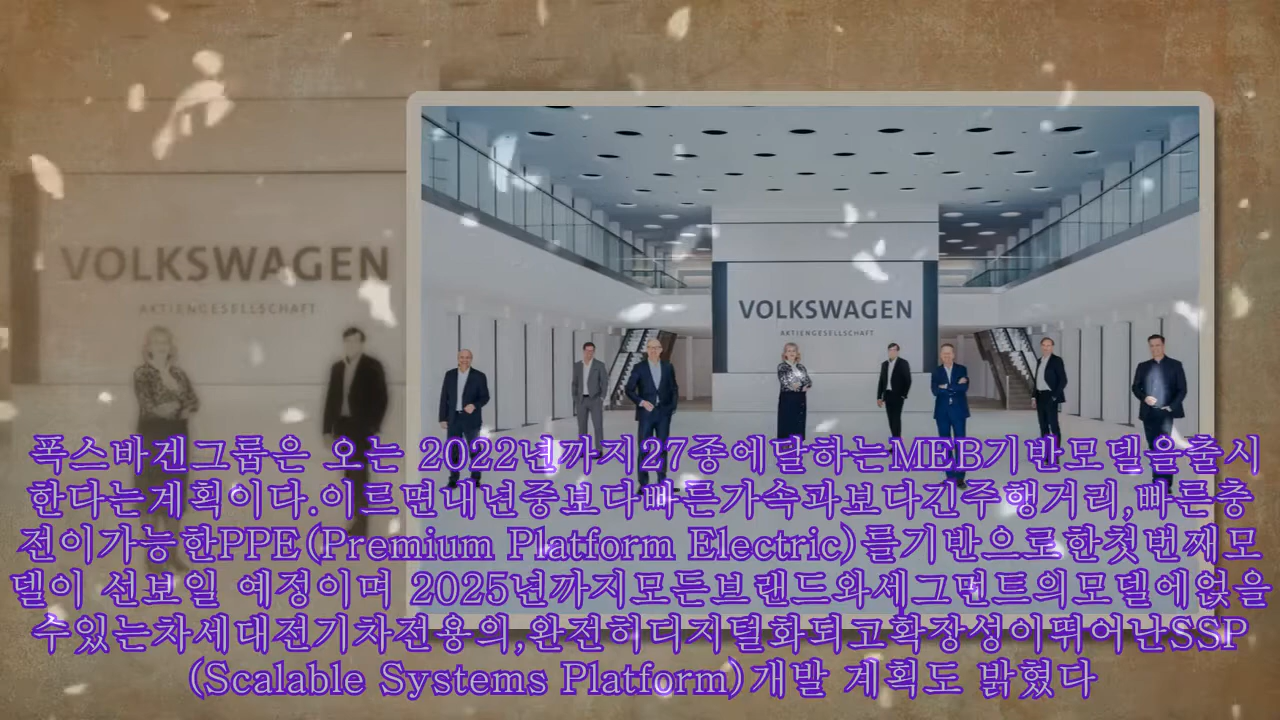 VOLKSWAGEN
AKTIENGESELLSCHAFT
VOLKSWAGEN
AKTIENGESELLSCHAFT
폭스바겐그룹은 오는 2022년까지27종에달하는MEB기반모델을출시
한다는계획이다.이르면내년중보다빠른가속과보다긴주행거리,빠른충
전이가능한PPE(Premium Platform Electric)를기반으로한첫번째모
델이 선보일 예정이며 2025년까지모든브랜드와세그먼트의모델에얹을
수있는차세대전기차전용의,완전히디지털화되고확장성이뛰어난SSP
(Scalable Systems Platform)개발 계획도 밝혔다